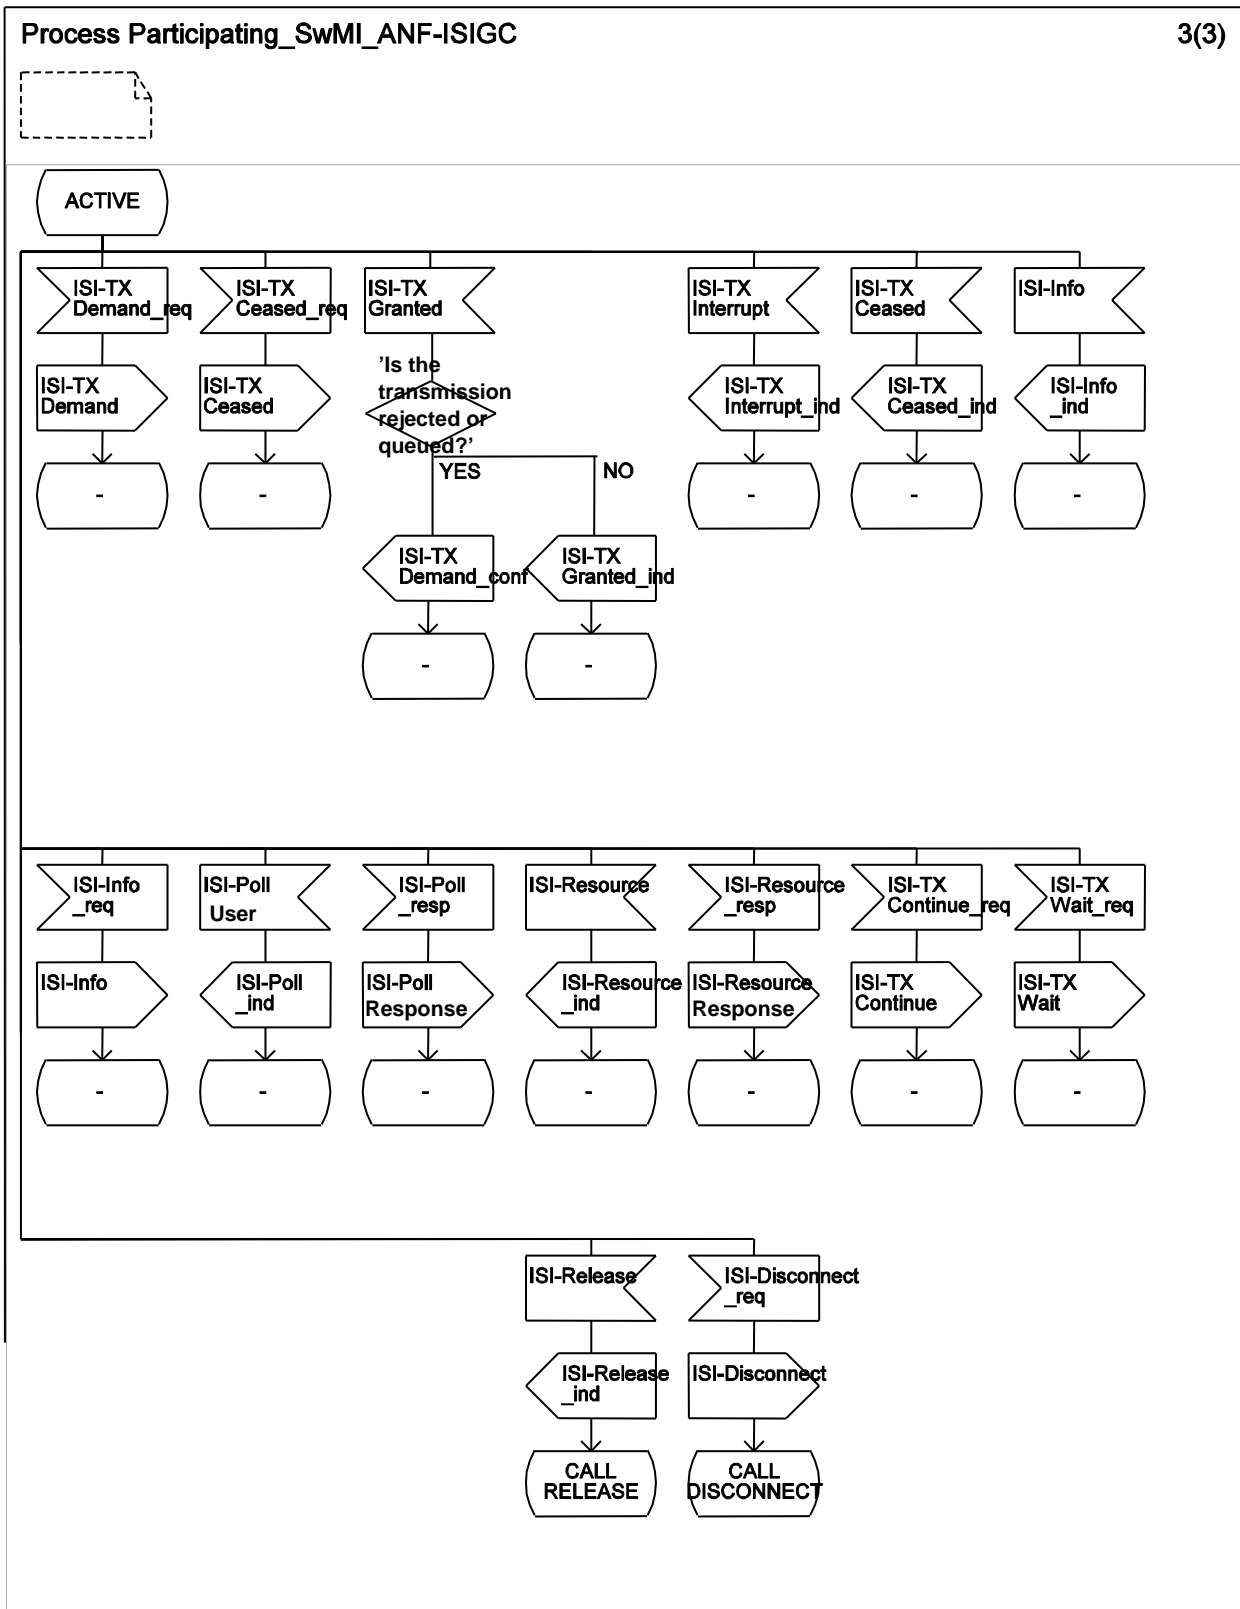 Process Participating_SwMI_ANF-ISIGC
3(3)
ACTIVE
ISI-TX
Demand_req
ISI-TX
Ceased_req
ISI-TX
Granted
ISI-TX
Interrupt
ISI-TX
Ceased
ISI-Info
ISI-TX
Demand
ISI-TX
Ceased
’Is the
transmission
rejected or
queued?’
ISI-TX
Interrupt_ind
ISI-TX
Ceased_ind
ISI-Info
_ind
YES
NO
-
-
-
-
-
ISI-TX
Demand_conf
ISI-TX
Granted_ind
-
-
ISI-Info
_req
ISI-Poll
User
ISI-Poll
_resp
ISI-Resource
ISI-Resource
_resp
ISI-TX
Continue_req
ISI-TX
Wait_req
ISI-Info
ISI-Poll
_ind
ISI-Poll
Response
ISI-Resource
_ind
ISI-Resource
Response
ISI-TX
Continue
ISI-TX
Wait
-
-
-
-
-
-
-
ISI-Release
ISI-Disconnect
_req
ISI-Release
_ind
ISI-Disconnect
CALL
RELEASE
CALL
DISCONNECT